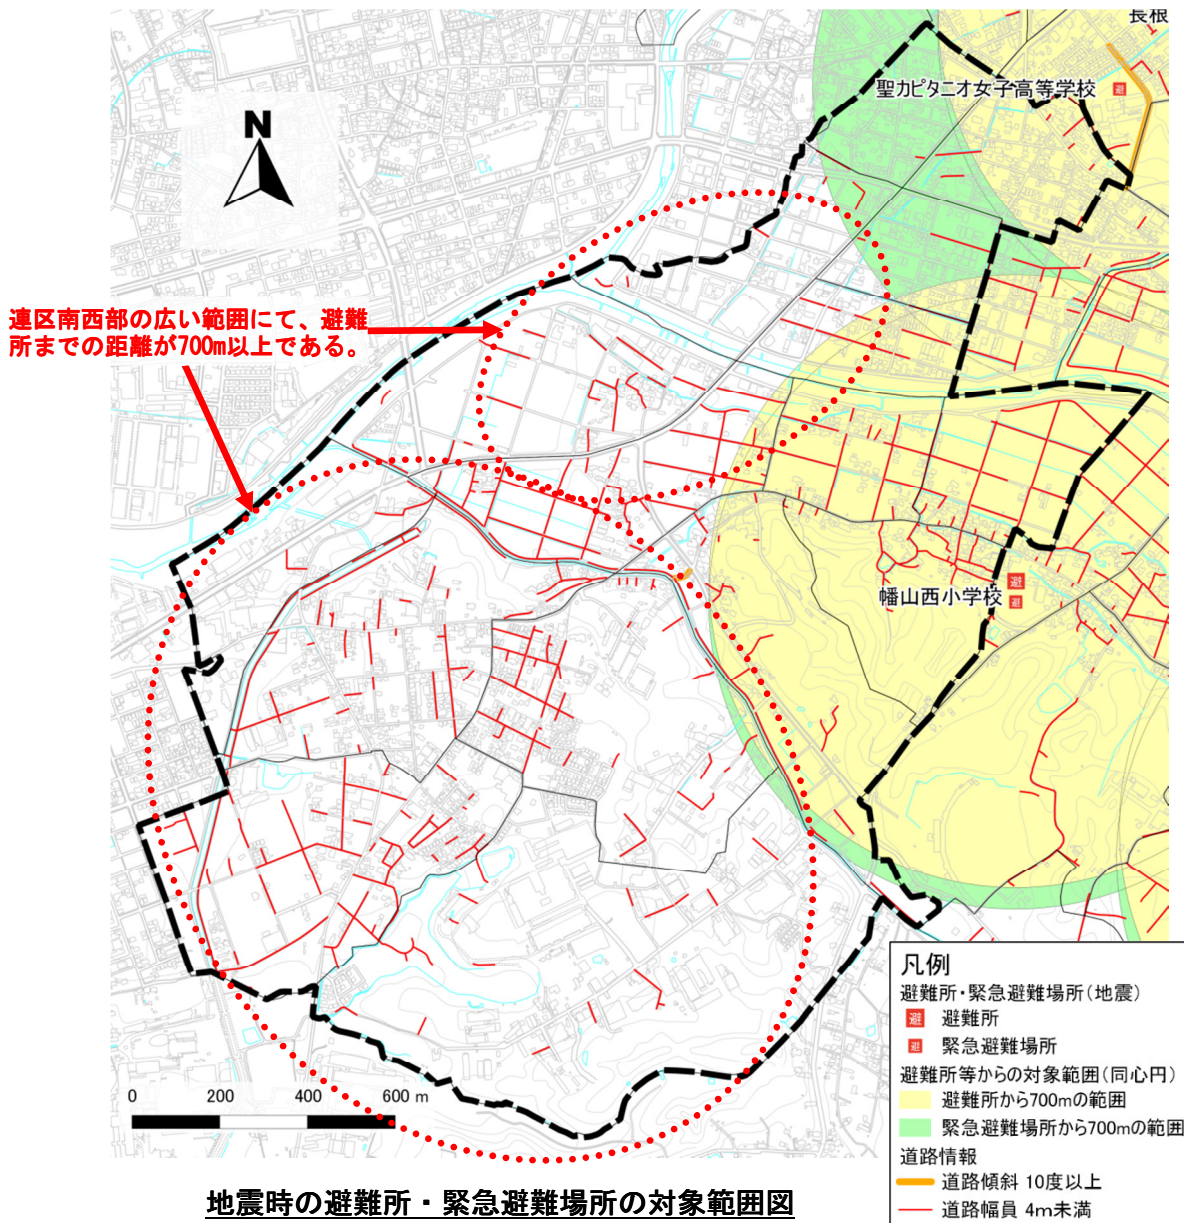 長根
聖カピタニオ女子高等学校
避
N
連区南西部の広い範囲にて、避難
所までの距離が700m以上である。
避
幡山西小学校
避
0 200 400 600 m
凡例
避難所・緊急避難場所(地震)
避 避難所
避 緊急避難場所
避難所等からの対象範囲(同心円)
避難所から700mの範囲
緊急避難場所から700mの範囲
道路情報
道路傾斜 10度以上
道路幅員 4m未満
地震時の避難所・緊急避難場所の対象範囲図